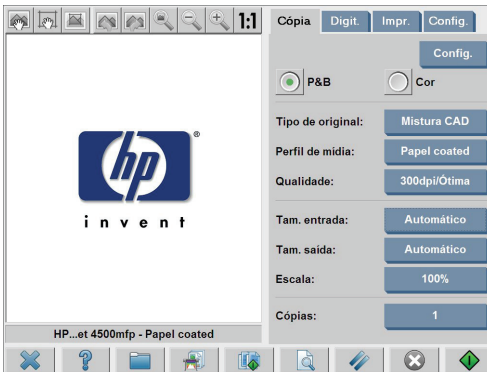 1:1
Cópia Digit. Impr. Config.
Config.
P&B Cor
Tipo de original: Mistura CAD
Perfil de mídia: Papel coated
Qualidade: 300dpi/Ótima
Tam. entrada: Automático
Tam. saída: Automático
Escala: 100%
Cópias: 1
hp®
invent
HP...et 4500mfp - Papel coated